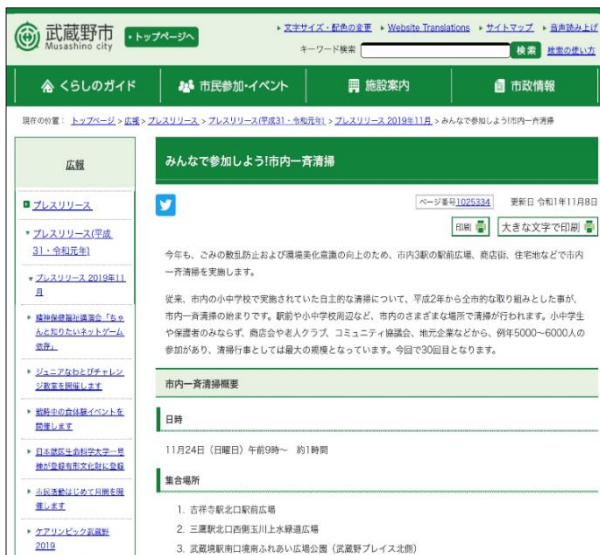 武蔵野市
Musashino city
トップページへ
文字サイズ・配色の変更 Website Translations サイトマップ 音声読み上げ
キーワード検索 検索 検索の使い方
くらしのガイド 市民参加・イベント 施設案内 市政情報
現在の位置： トップページ > 広報 > プレスリリース > プレスリリース(平成31・令和元年) > プレスリリース 2019年11月 > みんなで参加しよう!市内一斉清掃
広報
プレスリリース
プレスリリース(平成
31・令和元年)
プレスリリース 2019年11
月
精神保健福祉講演会「ちゃ
んと知りたいネットゲーム
依存」
ジュニアなわとびチャレン
ジ教室を開催します
戦時中の食体験イベントを
開催します
日本獣医生命科学大学一号
棟が登録有形文化財に登録
市民活動はじめて月間を開
催します
ケアリンピック武蔵野
2019
みんなで参加しよう!市内一斉清掃
ページ番号1025334 更新日 令和1年11月8日
印刷 大きな文字で印刷
今年も、ごみの散乱防止および環境美化意識の向上のため、市内3駅の駅前広場、商店街、住宅地などで市内
一斉清掃を実施します。
従来、市内の小中学校で実施されていた自主的な清掃について、平成2年から全市的な取り組みとした事が、
市内一斉清掃の始まりです。駅前や小中学校周辺など、市内のさまざまな場所で清掃が行われます。小中学生
や保護者のみならず、商店会や老人クラブ、コミュニティ協議会、地元企業などから、例年5000〜6000人の
参加があり、清掃行事としては最大の規模となっています。今回で30回目となります。
市内一斉清掃概要
日時
11月24日（日曜日）午前9時〜 約1時間
集合場所
1. 吉祥寺駅北口駅前広場
2. 三鷹駅北口西側玉川上水緑道広場
3. 武蔵境駅南口境南ふれあい広場公園（武蔵野プレイス北側）